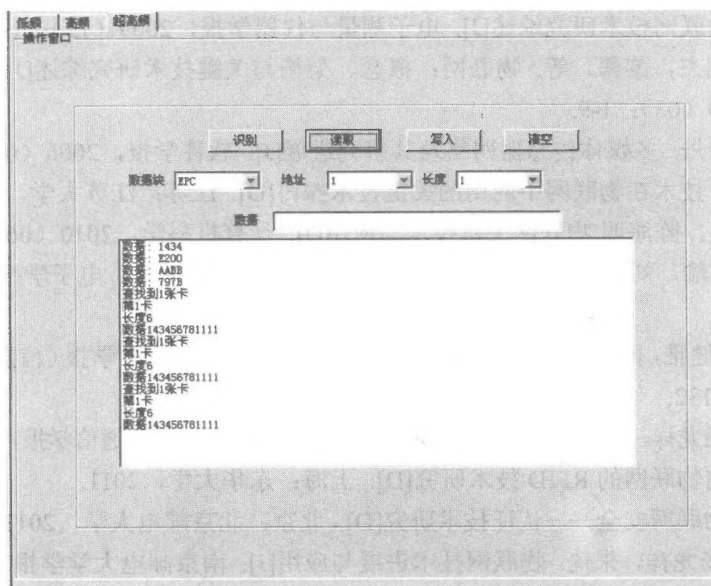 低频 高频 超高频
操作窗口
识别 读取 写入 清空
数据块 EPC 地址 1 长度 1
数据
数据: 1434
数据: E200
数据: AABB
数据: 797B
查找到1张卡
第1卡
长度6
数据143456781111
查找到1张卡
第1卡
长度6
数据143456781111
查找到1张卡
第1卡
长度6
数据143456781111